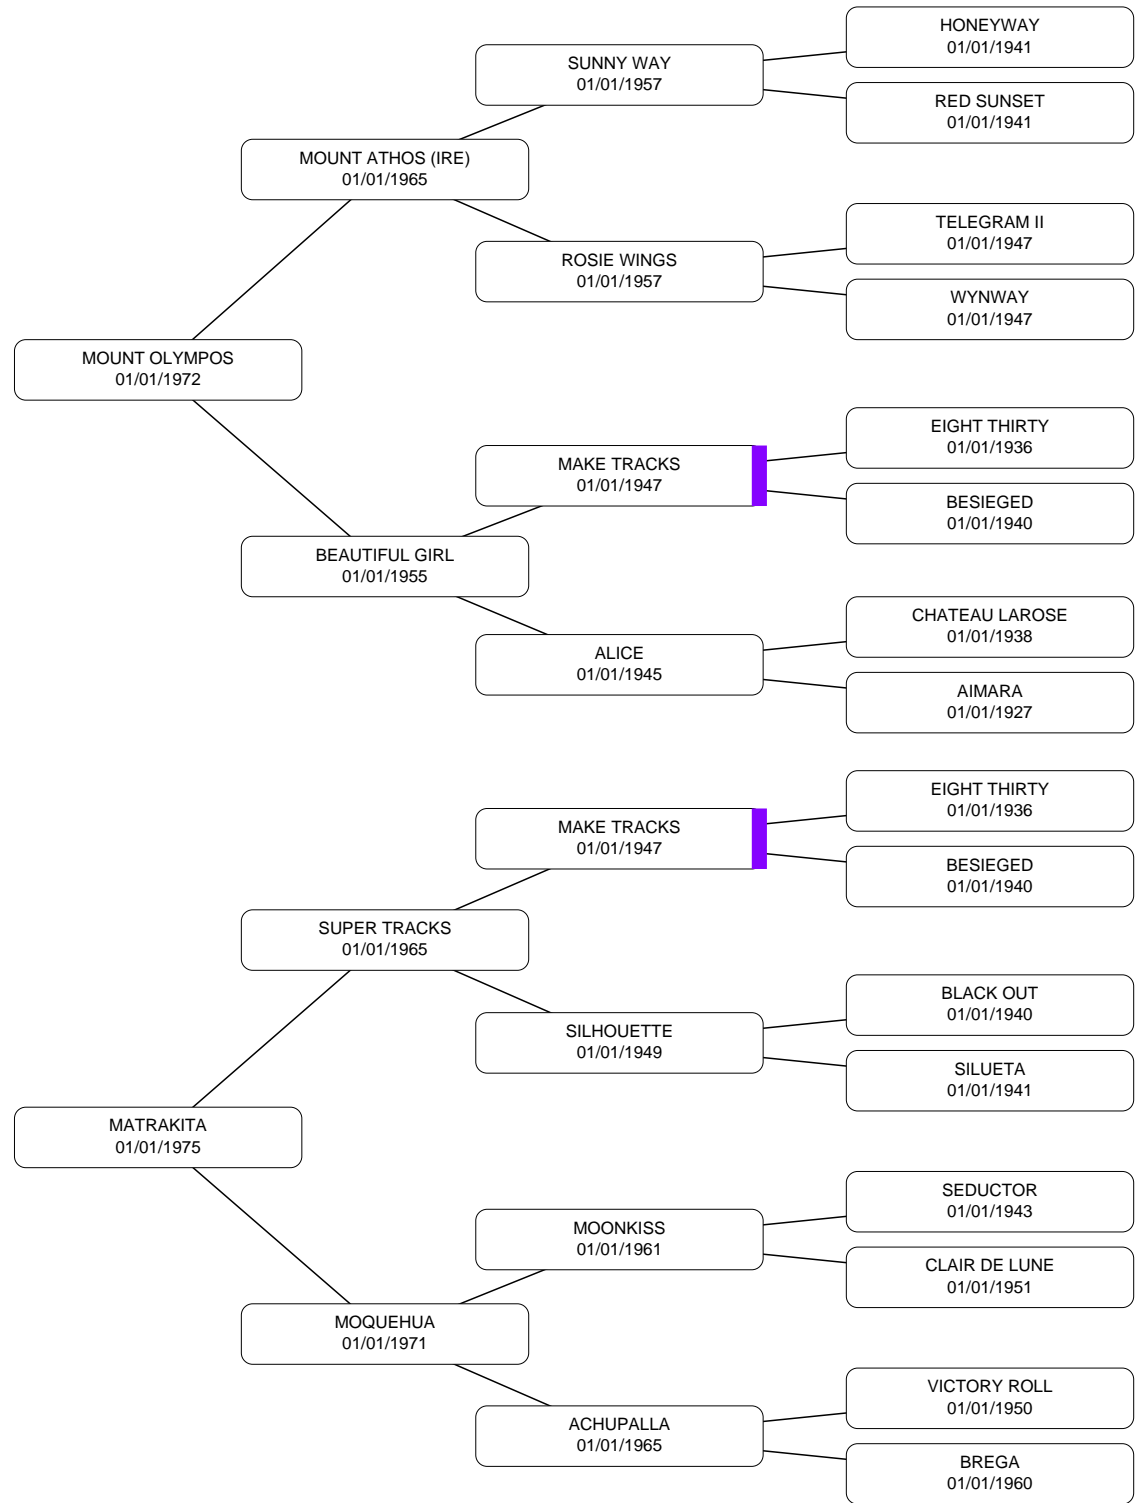 HONEYWAY
01/01/1941
SUNNY WAY
01/01/1957
RED SUNSET
01/01/1941
MOUNT ATHOS (IRE)
01/01/1965
TELEGRAM II
01/01/1947
ROSIE WINGS
01/01/1957
WYNWAY
01/01/1947
MOUNT OLYMPOS
01/01/1972
EIGHT THIRTY
01/01/1936
MAKE TRACKS
01/01/1947
BESIEGED
01/01/1940
BEAUTIFUL GIRL
01/01/1955
CHATEAU LAROSE
01/01/1938
ALICE
01/01/1945
AIMARA
01/01/1927
EIGHT THIRTY
01/01/1936
MAKE TRACKS
01/01/1947
BESIEGED
01/01/1940
SUPER TRACKS
01/01/1965
BLACK OUT
01/01/1940
SILHOUETTE
01/01/1949
SILUETA
01/01/1941
MATRAKITA
01/01/1975
SEDUCTOR
01/01/1943
MOONKISS
01/01/1961
CLAIR DE LUNE
01/01/1951
MOQUEHUA
01/01/1971
VICTORY ROLL
01/01/1950
ACHUPALLA
01/01/1965
BREGA
01/01/1960